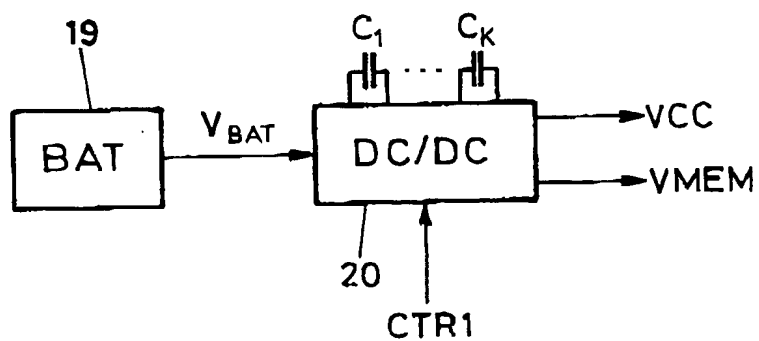 19
C1 .... CK
VBAT
BAT
DC/DC
VCC
VMEM
20
CTR1